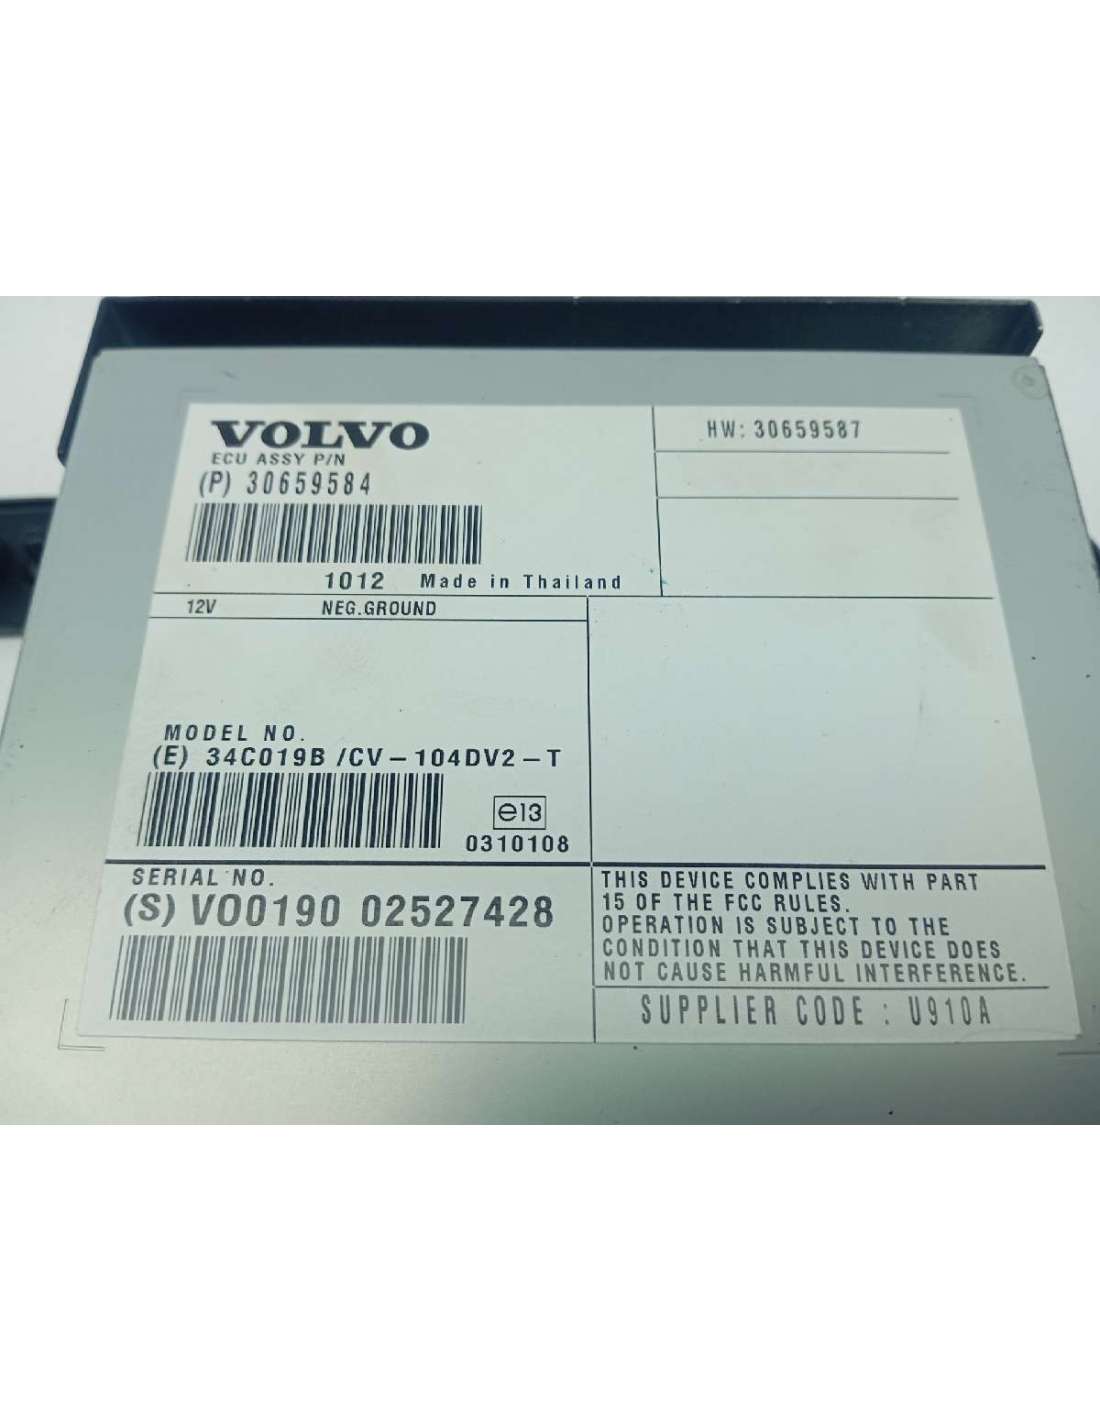 VOLVO
ECU ASSY P/N
(P) 30659584
HW: 30659587
1012 Made in Thailand
12V NEG.GROUND
MODEL NO.
(E) 34C019B /CV-104DV2-T
e13
0310108
SERIAL NO.
(S) VO0190 02527428
THIS DEVICE COMPLIES WITH PART
15 OF THE FCC RULES.
OPERATION IS SUBJECT TO THE
CONDITION THAT THIS DEVICE DOES
NOT CAUSE HARMFUL INTERFERENCE.
SUPPLIER CODE : U910A